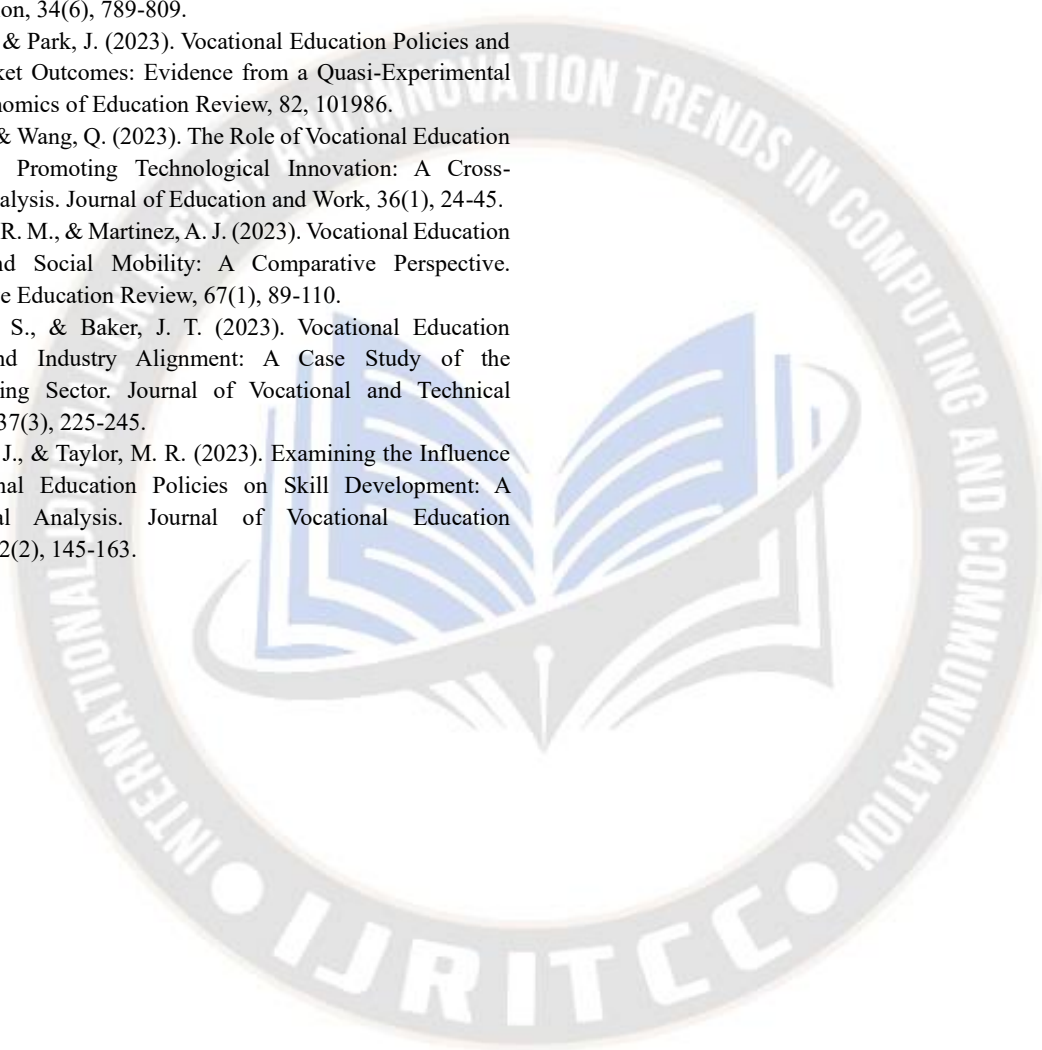 on, 34(6), 789-809.
& Park, J. (2023). Vocational Education Policies and
ket Outcomes: Evidence from a Quasi-Experimental
nomics of Education Review, 82, 101986.
& Wang, Q. (2023). The Role of Vocational Education
Promoting Technological Innovation: A Cross-
alysis. Journal of Education and Work, 36(1), 24-45.
R. M., & Martinez, A. J. (2023). Vocational Education
nd Social Mobility: A Comparative Perspective.
e Education Review, 67(1), 89-110.
S., & Baker, J. T. (2023). Vocational Education
nd Industry Alignment: A Case Study of the
ing Sector. Journal of Vocational and Technical
37(3), 225-245.
J., & Taylor, M. R. (2023). Examining the Influence
nal Education Policies on Skill Development: A
al Analysis. Journal of Vocational Education
2(2), 145-163.
INTERNATIONAL JOURNAL ON RECENT AND INNOVATION TRENDS IN COMPUTING AND COMMUNICATION
IJRITCC